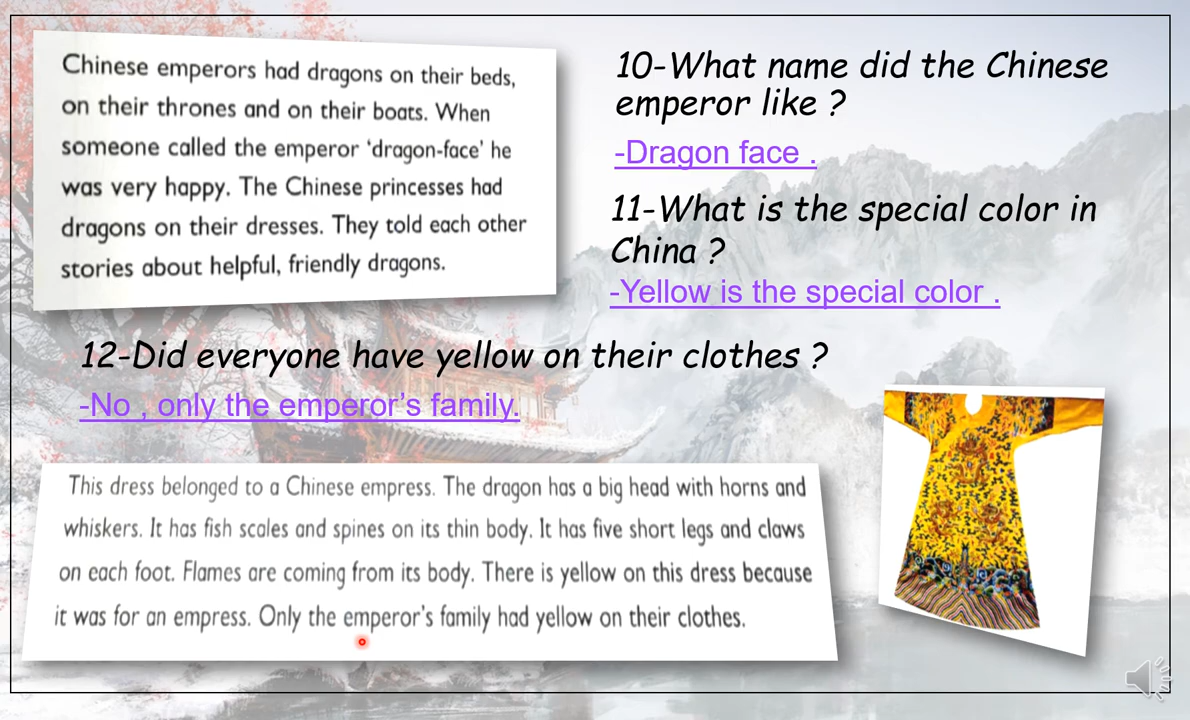 Chinese emperors had dragons on their beds,
on their thrones and on their boats. When
someone called the emperor ‘dragon-face’ he
was very happy. The Chinese princesses had
dragons on their dresses. They told each other
stories about helpful, friendly dragons.
10-What name did the Chinese
emperor like ?
-Dragon face .
11-What is the special color in
China ?
-Yellow is the special color .
12-Did everyone have yellow on their clothes ?
-No , only the emperor’s family.
This dress belonged to a Chinese empress. The dragon has a big head with horns and
whiskers. It has fish scales and spines on its thin body. It has five short legs and claws
on each foot. Flames are coming from its body. There is yellow on this dress because
it was for an empress. Only the emperor’s family had yellow on their clothes.